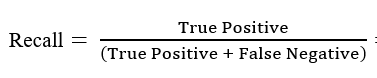 Recall = True Positive / (True Positive + False Negative) =